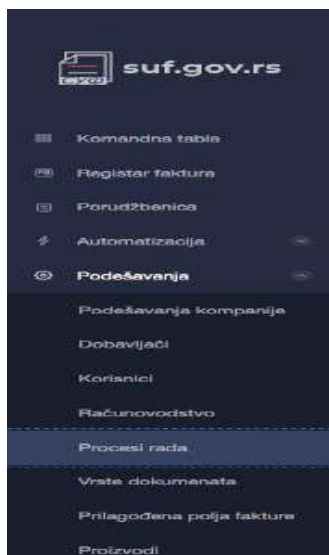 suf.gov.rs
Komandna tabla
Registar faktura
Porudžbenica
Automatizacija
Podešavanja
Podešavanja kompanije
Dobavljači
Korisnici
Računovodstvo
Procesi rada
Vrste dokumenata
Prilagođena polja fakture
Proizvodi